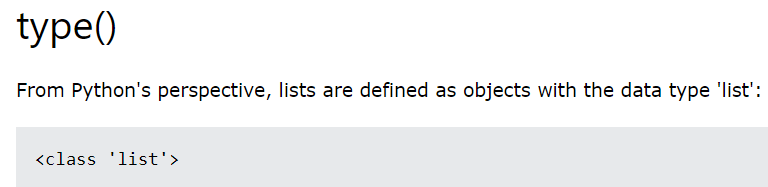 type()
From Python's perspective, lists are defined as objects with the data type 'list':
<class 'list'>